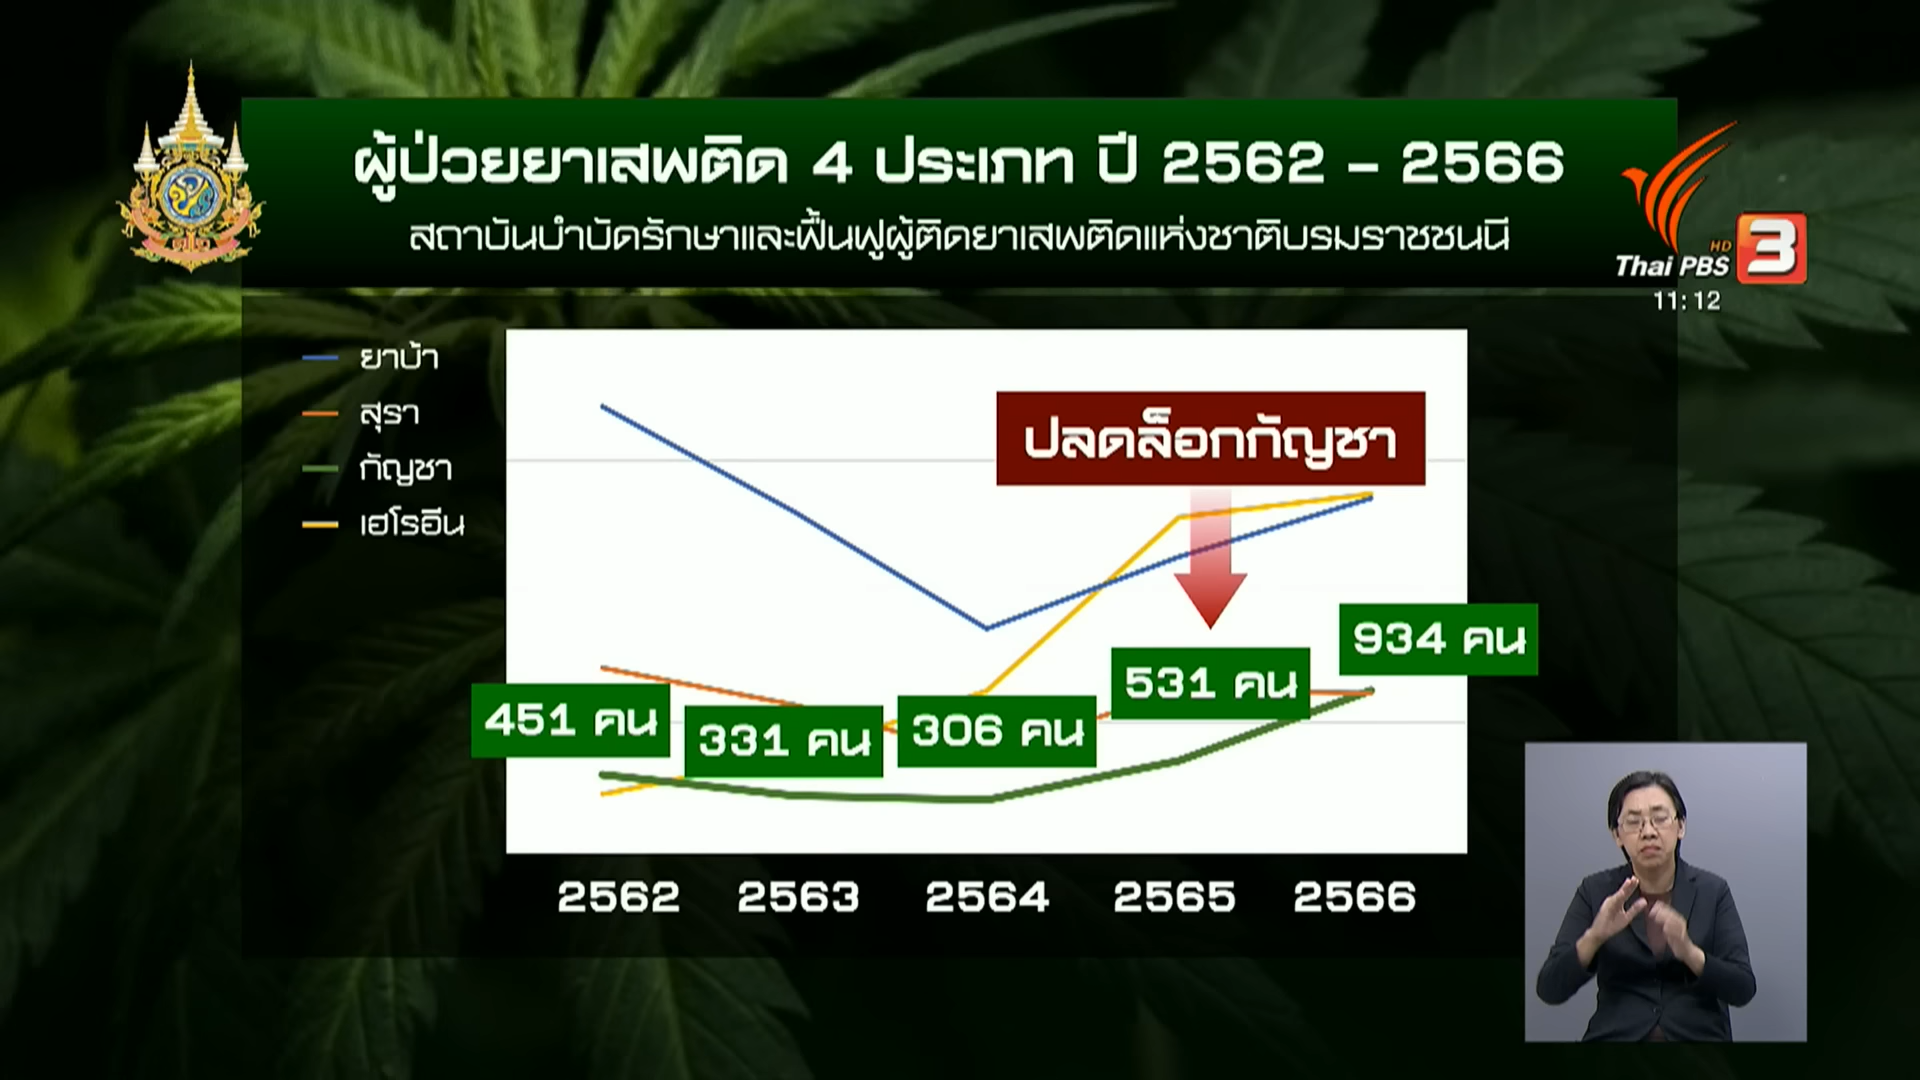 ผู้ป่วยยาเสพติด 4 ประเภท ปี 2562 - 2566
สถาบันบำบัดรักษาและฟื้นฟูผู้ติดยาเสพติดแห่งชาติบรมราชชนนี
HD
Thai PBS 3
11:12
ยาบ้า
สุรา
กัญชา
เฮโรอีน
ปลดล็อกกัญชา
451 คน
331 คน
306 คน
531 คน
934 คน
2562 2563 2564 2565 2566